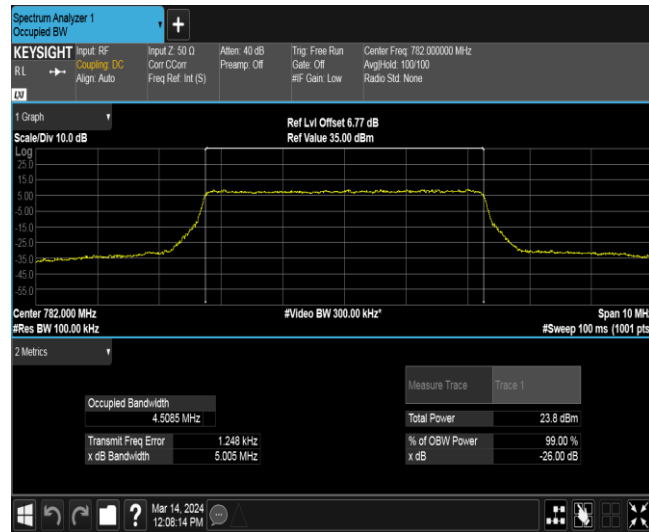 Spectrum Analyzer 1
Occupied BW
+
KEYSIGHT Input: RF Input Z: 50 Ω Atten: 40 dB Trig: Free Run Center Freq: 782.000000 MHz
RL Coupling: DC Corr CCorr Preamp: Off Gate: Off Avg|Hold: 100/100
Align: Auto Freq Ref: Int (S) #IF Gain: Low Radio Std: None
LXI
1 Graph
Ref Lvl Offset 6.77 dB
Scale/Div 10.0 dB Ref Value 35.00 dBm
Log
25.0
15.0
5.00
-5.00
-15.0
-25.0
-35.0
-45.0
-55.0
Center 782.000 MHz #Video BW 300.00 kHz* Span 10 MHz
#Res BW 100.00 kHz #Sweep 100 ms (1001 pts
2 Metrics
Measure Trace Trace 1
Occupied Bandwidth
4.5085 MHz
Total Power 23.8 dBm
Transmit Freq Error 1.248 kHz % of OBW Power 99.00 %
x dB Bandwidth 5.005 MHz x dB -26.00 dB
? Mar 14, 2024
12:08:14 PM